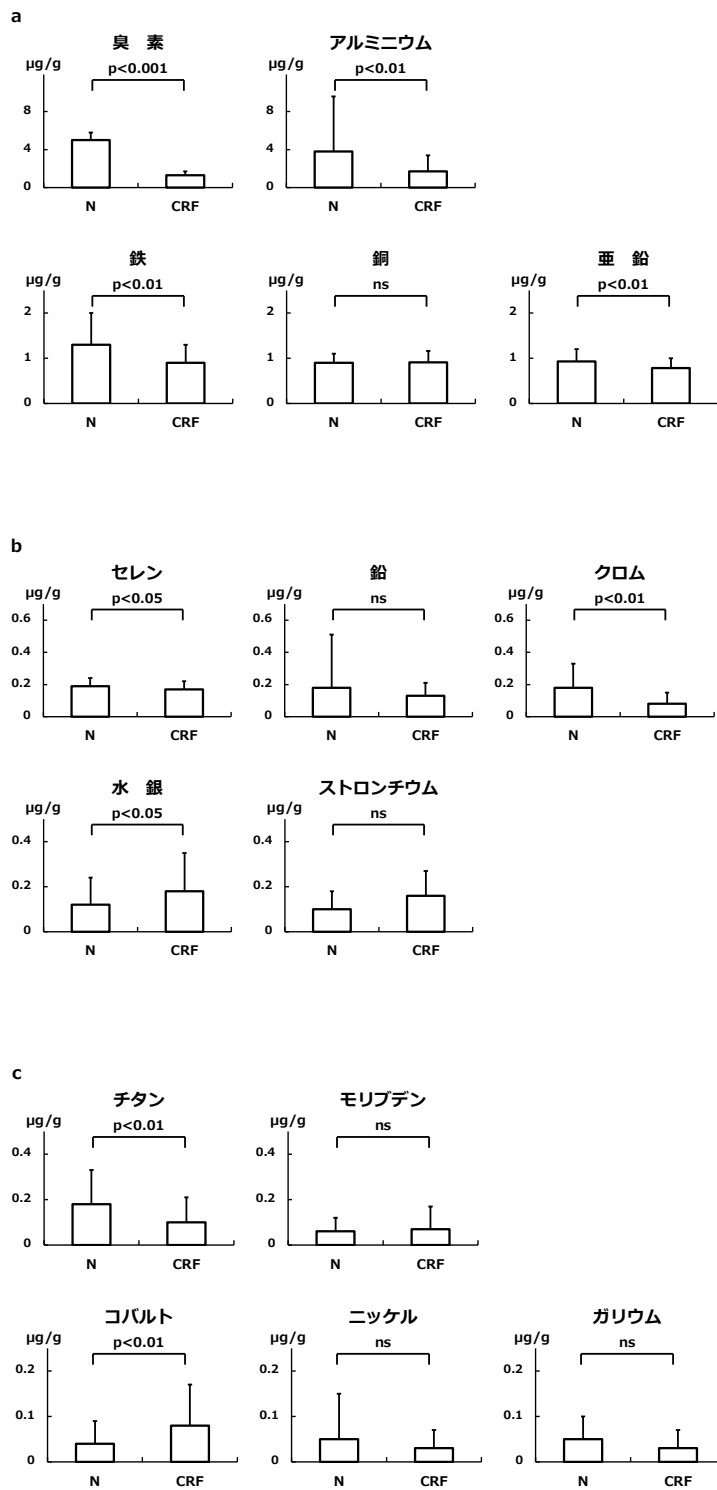 a
臭 素
μg/g
p<0.001
8
4
0
N CRF
アルミニウム
μg/g
p<0.01
8
4
0
N CRF
鉄
μg/g
p<0.01
2
1
0
N CRF
銅
μg/g
ns
2
1
0
N CRF
亜 鉛
μg/g
p<0.01
2
1
0
N CRF
b
セレン
μg/g
p<0.05
0.6
0.4
0.2
0
N CRF
鉛
μg/g
ns
0.6
0.4
0.2
0
N CRF
クロム
μg/g
p<0.01
0.6
0.4
0.2
0
N CRF
水 銀
μg/g
p<0.05
0.4
0.2
0
N CRF
ストロンチウム
μg/g
ns
0.4
0.2
0
N CRF
c
チタン
μg/g
p<0.01
0.4
0.2
0
N CRF
モリブデン
μg/g
ns
0.4
0.2
0
N CRF
コバルト
μg/g
p<0.01
0.2
0.1
0
N CRF
ニッケル
μg/g
ns
0.2
0.1
0
N CRF
ガリウム
μg/g
ns
0.2
0.1
0
N CRF